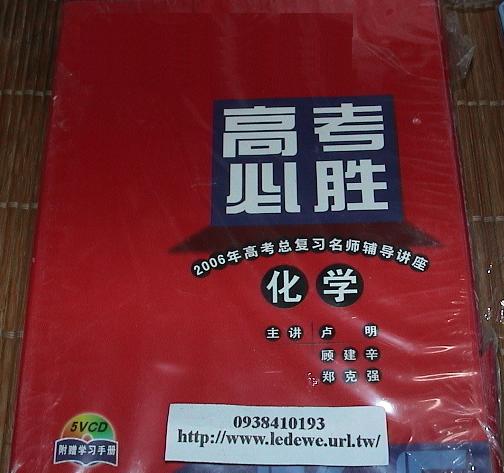 高考
必胜
2006年高考总复习名师辅导讲座
化学
主讲 卢明
顾建辛
郑克强
5VCD
附赠学习手册
0938410193
http://www.ledewe.url.tw/